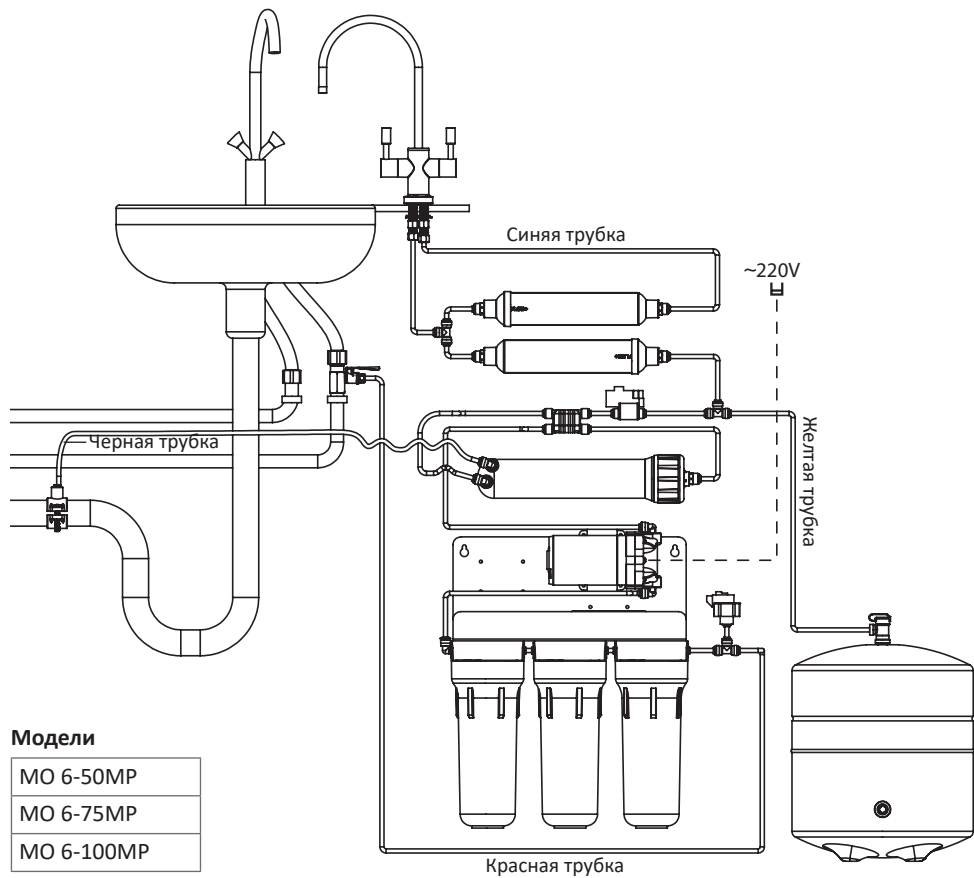 Синяя трубка
~220V
Черная трубка
Желтая трубка
Модели
МО 6-50МР
МО 6-75МР
МО 6-100МР
Красная трубка